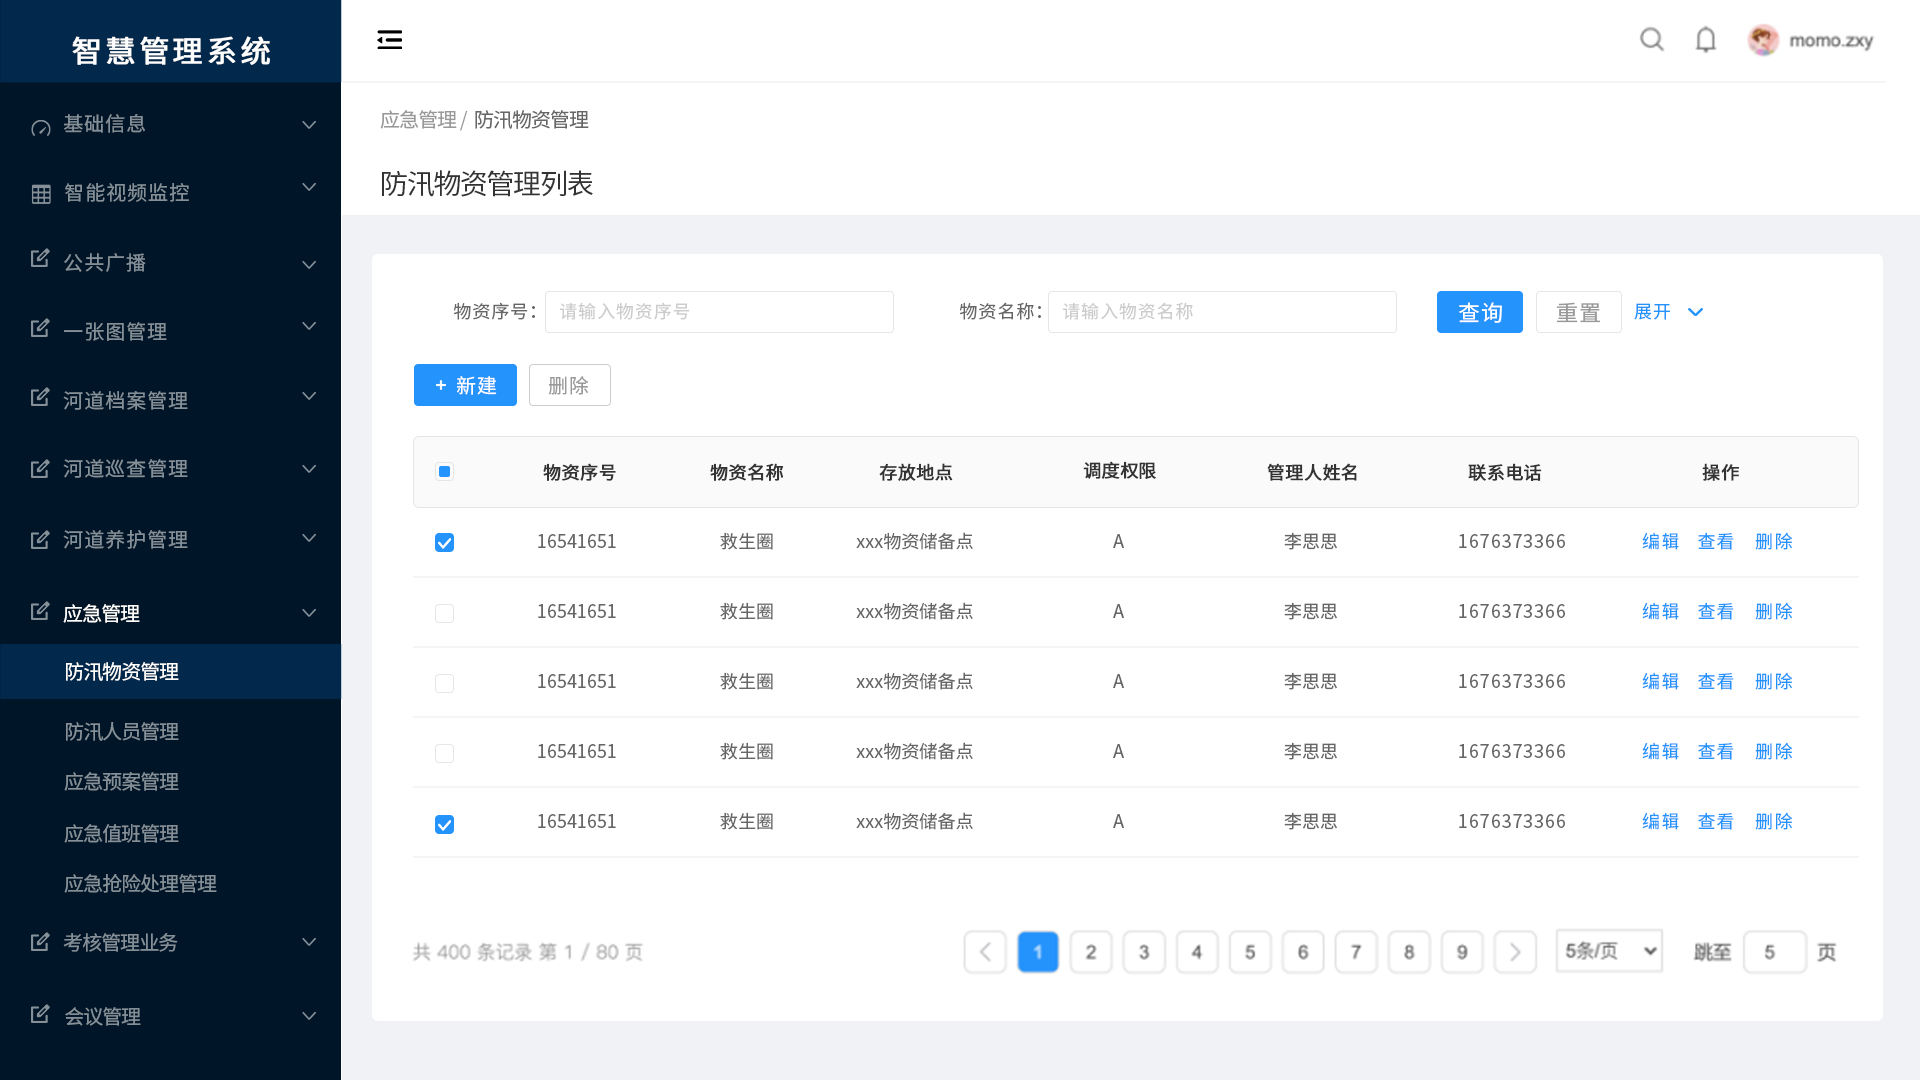 智慧管理系统
基础信息
智能视频监控
公共广播
一张图管理
河道档案管理
河道巡查管理
河道养护管理
应急管理
防汛物资管理
防汛人员管理
应急预案管理
应急值班管理
应急抢险处理管理
考核管理业务
会议管理
momo.zxy
应急管理 / 防汛物资管理
防汛物资管理列表
物资序号： 请输入物资序号 物资名称： 请输入物资名称 查询 重置 展开
+ 新建 删除
物资序号 物资名称 存放地点 调度权限 管理人姓名 联系电话 操作
16541651 救生圈 xxx物资储备点 A 李思思 1676373366 编辑 查看 删除
16541651 救生圈 xxx物资储备点 A 李思思 1676373366 编辑 查看 删除
16541651 救生圈 xxx物资储备点 A 李思思 1676373366 编辑 查看 删除
16541651 救生圈 xxx物资储备点 A 李思思 1676373366 编辑 查看 删除
16541651 救生圈 xxx物资储备点 A 李思思 1676373366 编辑 查看 删除
共 400 条记录 第 1 / 80 页 1 2 3 4 5 6 7 8 9 5条/页 跳至 5 页